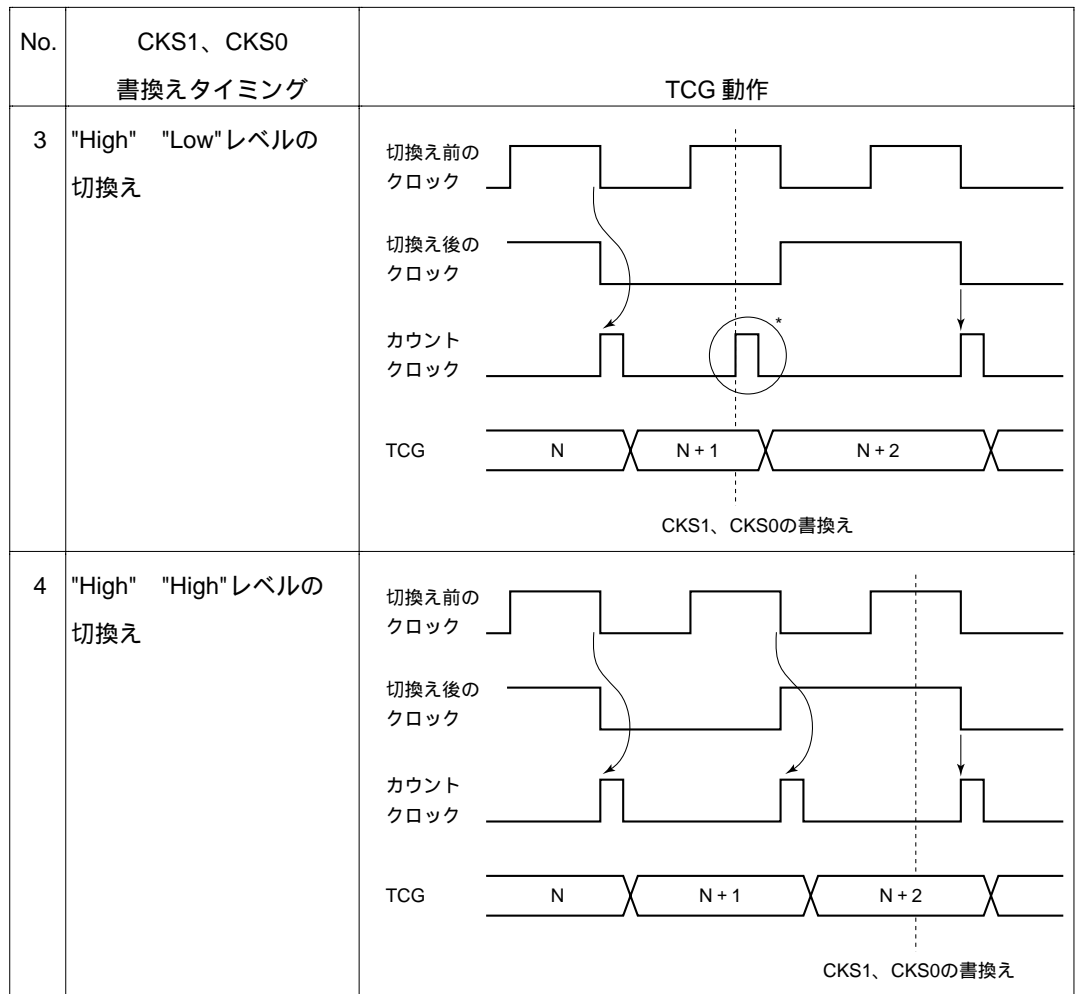 No.
CKS1、CKS0
書換えタイミング
TCG 動作
3
"High" "Low"レベルの
切換え
切換え前の
クロック
切換え後の
クロック
*
カウント
クロック
TCG
N
N + 1
N + 2
CKS1、CKS0の書換え
4
"High" "High"レベルの
切換え
切換え前の
クロック
切換え後の
クロック
カウント
クロック
TCG
N
N + 1
N + 2
CKS1、CKS0の書換え